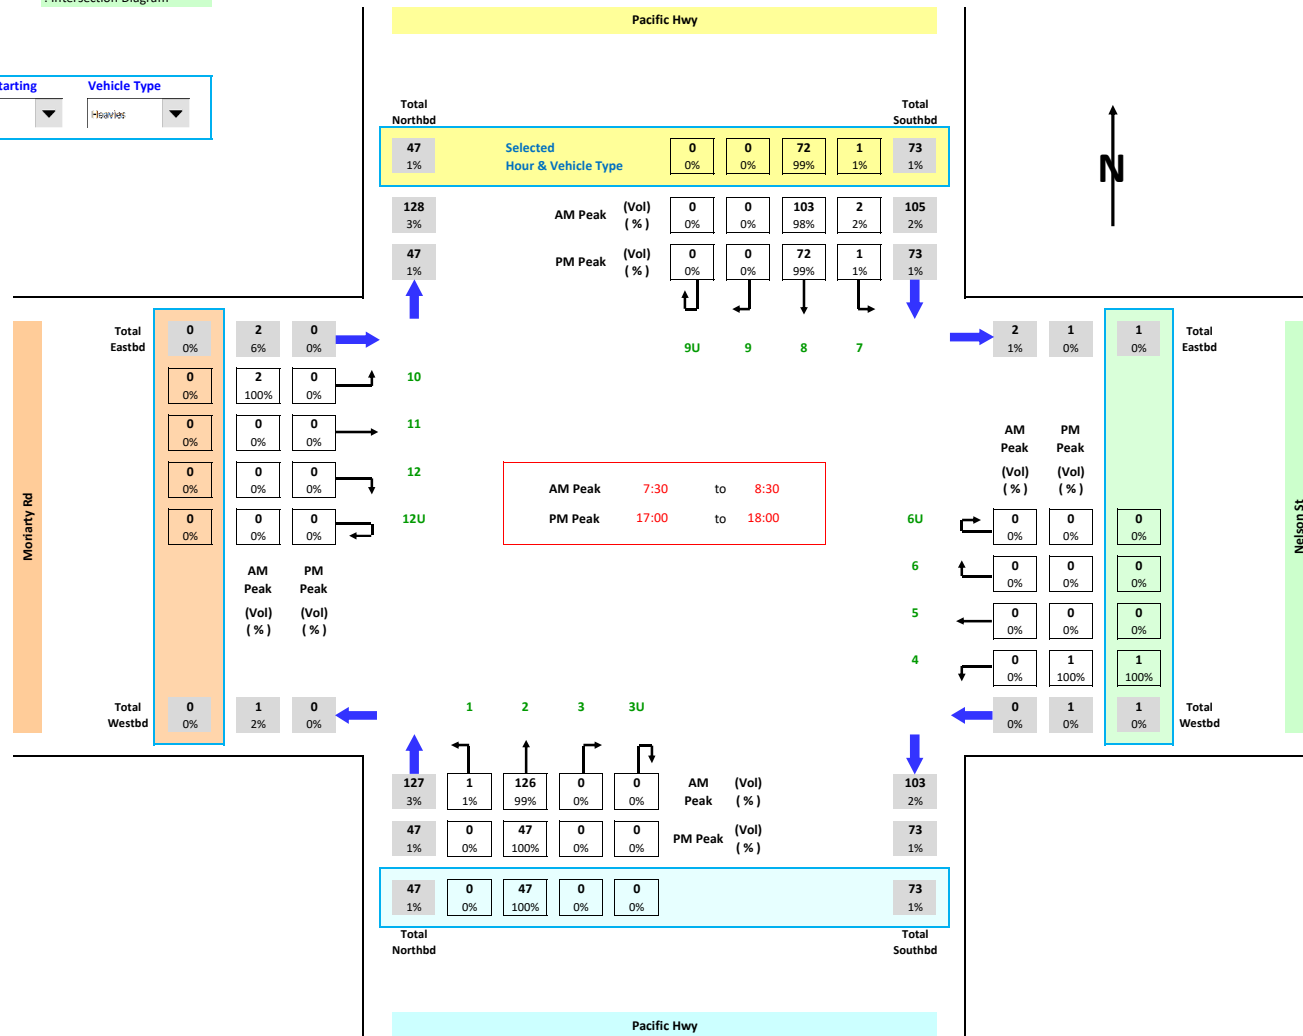 : Intersection Diagram
Pacific Hwy
tarting Vehicle Type
Heavies
Total Northbd
Total Southbd
47 Selected 0 0 72 1 73
1% Hour & Vehicle Type 0% 0% 99% 1% 1%
128 AM Peak (Vol) 0 0 103 2 105
3% ( % ) 0% 0% 98% 2% 2%
47 PM Peak (Vol) 0 0 72 1 73
1% ( % ) 0% 0% 99% 1% 1%
N
9U 9 8 7
Total Eastbd
0 2 0
0% 6% 0%
0 2 0 10
0% 100% 0%
0 0 0 11
0% 0% 0%
0 0 0 12
0% 0% 0%
0 0 0 12U
0% 0% 0%
AM Peak PM Peak
(Vol) (Vol)
( % ) ( % )
Total Westbd
0 1 0
0% 2% 0%
Moriarty Rd
AM Peak 7:30 to 8:30
PM Peak 17:00 to 18:00
2 1 1
1% 0% 0%
Total Eastbd
AM Peak PM Peak
(Vol) (Vol)
( % ) ( % )
6U 0 0 0
0% 0% 0%
6 0 0 0
0% 0% 0%
5 0 0 0
0% 0% 0%
4 0 1 1
0% 100% 100%
0 1 1
0% 0% 0%
Total Westbd
Nelson St
1 2 3 3U
127 1 126 0 0 AM Peak (Vol) 103
3% 1% 99% 0% 0% ( % ) 2%
47 0 47 0 0 PM Peak (Vol) 73
1% 0% 100% 0% 0% ( % ) 1%
47 0 47 0 0 73
1% 0% 100% 0% 0% 1%
Total Northbd
Total Southbd
Pacific Hwy